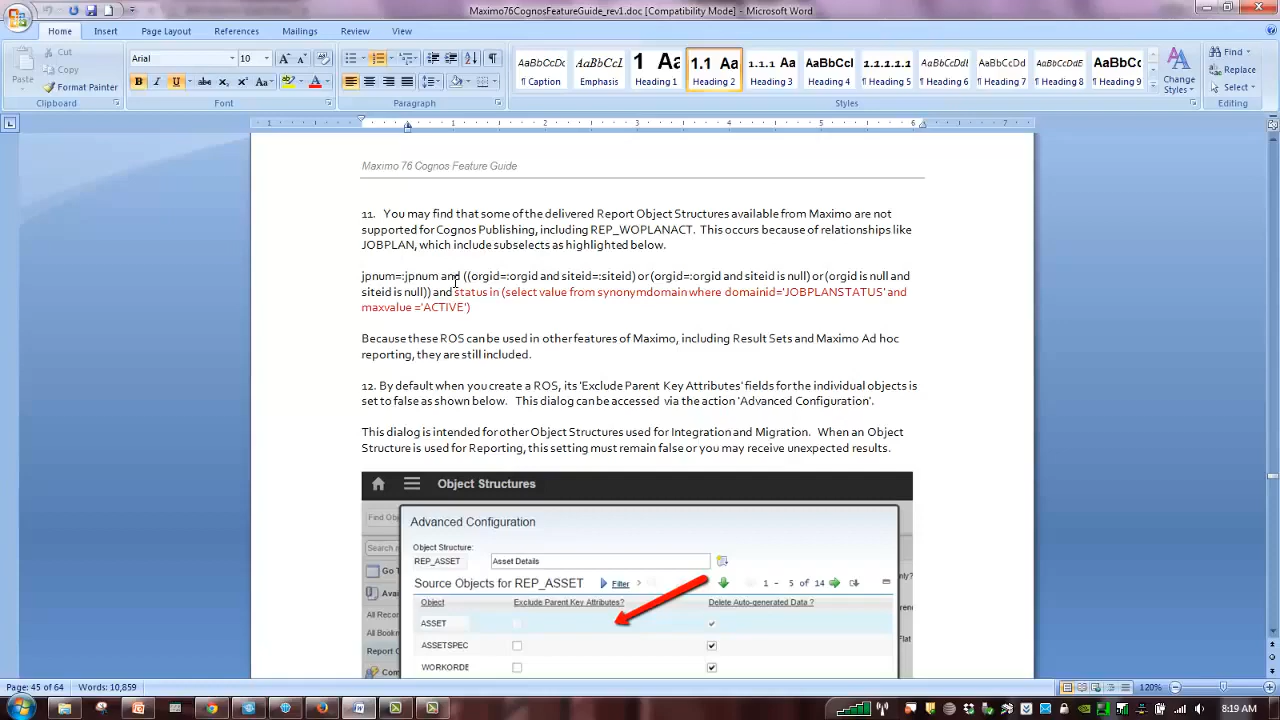 Maximo76CognosFeatureGuide_rev1.doc [Compatibility Mode] - Microsoft Word
Home Insert Page Layout References Mailings Review View
Paste
Cut
Copy
Format Painter
Clipboard
Arial 10
Font
Paragraph
AaBbCcDc AaBbCcL 1 Aa 1.1 Aa 1.1.1 Aa AaBbCcI 1.1.1.1.1 AaBbCcDd AaBbCcDd AaBbCcDdE AaBbCc
¶ Caption Emphasis Heading 1 Heading 2 Heading 3 Heading 4 ¶ Heading 5 ¶ Heading 6 ¶ Heading 7 ¶ Heading 8 ¶ Heading 9
Styles
Change Styles
Find
Replace
Select
Editing
Maximo 76 Cognos Feature Guide
11. You may find that some of the delivered Report Object Structures available from Maximo are not
supported for Cognos Publishing, including REP_WOPLANACT. This occurs because of relationships like
JOBPLAN, which include subselects as highlighted below.
jpnum=:jpnum and ((orgid=:orgid and siteid=:siteid) or (orgid=:orgid and siteid is null) or (orgid is null and
siteid is null)) and status in (select value from synonymdomain where domainid='JOBPLANSTATUS' and
maxvalue ='ACTIVE')
Because these ROS can be used in other features of Maximo, including Result Sets and Maximo Ad hoc
reporting, they are still included.
12. By default when you create a ROS, its 'Exclude Parent Key Attributes' fields for the individual objects is
set to false as shown below. This dialog can be accessed via the action 'Advanced Configuration'.
This dialog is intended for other Object Structures used for Integration and Migration. When an Object
Structure is used for Reporting, this setting must remain false or you may receive unexpected results.
Object Structures
Find Obj
Advanced Configuration
Object Structure:
REP_ASSET Asset Details
Search
Go T
Source Objects for REP_ASSET Filter 1 - 5 of 14
Avai
Object Exclude Parent Key Attributes? Delete Auto-generated Data ?
All Recor
ASSET
All Bookm
ASSETSPEC
Report O
WORKORDE
Com
Flat
Page: 45 of 64 Words: 10,859 120%
8:19 AM